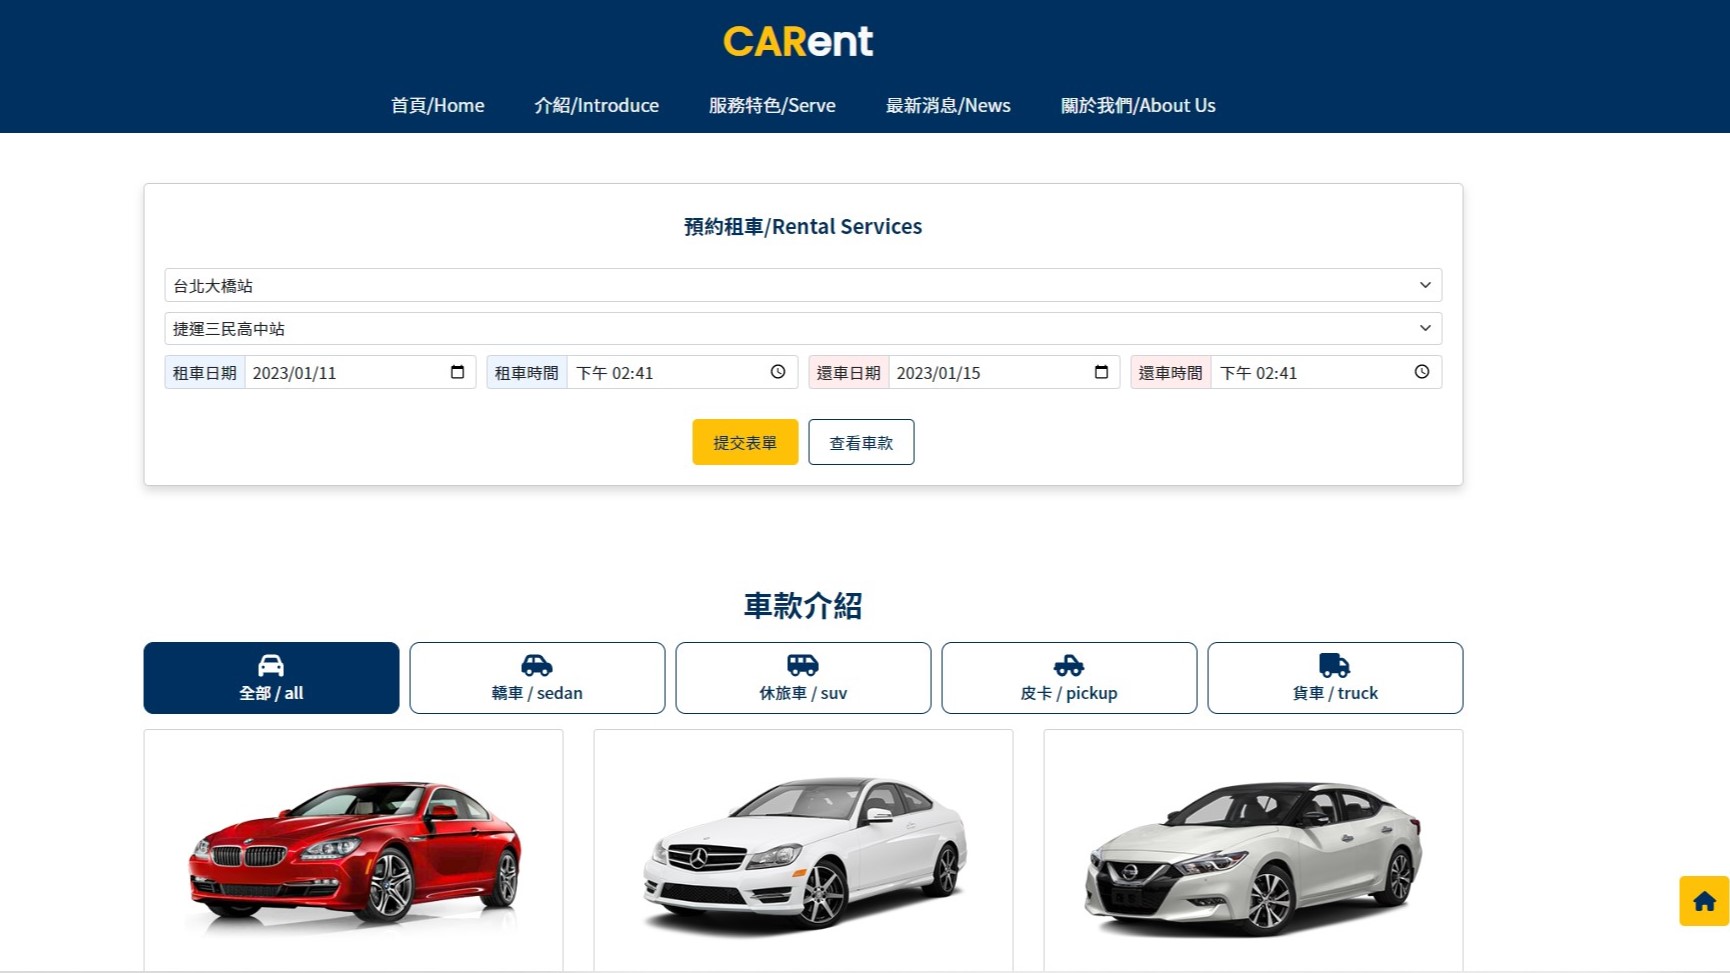 CARent
首頁/Home 介紹/Introduce 服務特色/Serve 最新消息/News 關於我們/About Us
預約租車/Rental Services
台北大橋站
捷運三民高中站
租車日期 2023/01/11 租車時間 下午 02:41 還車日期 2023/01/15 還車時間 下午 02:41
提交表單 查看車款
車款介紹
全部 / all 轎車 / sedan 休旅車 / suv 皮卡 / pickup 貨車 / truck